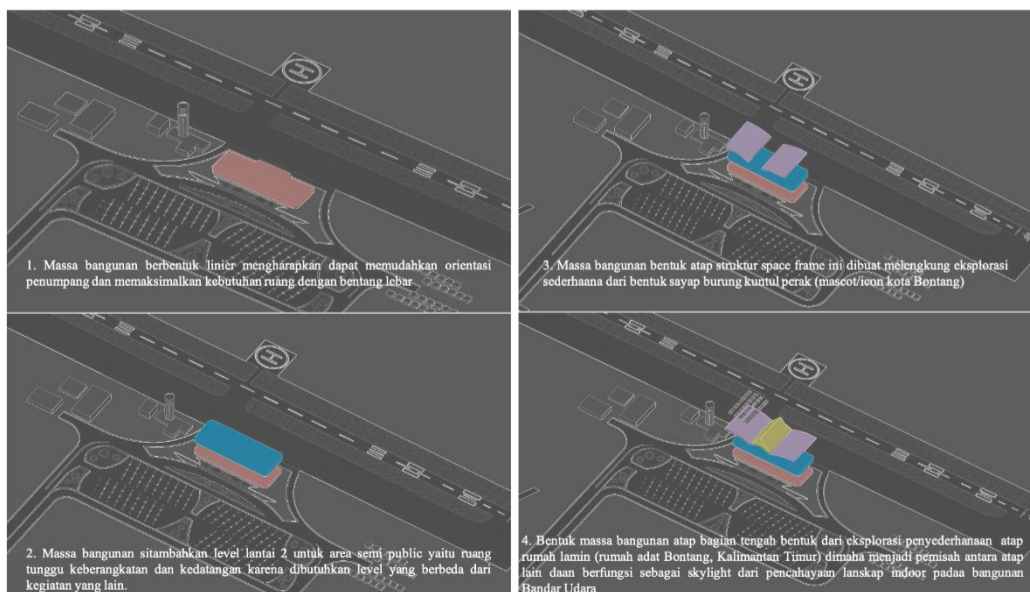 1. Massa bangunan berbentuk linier mengharapkan dapat memudahkan orientasi
penumpang dan memaksimalkan kebutuhan ruang dengan bentang lebar
2. Massa bangunan sitambahkan level lantai 2 untuk area semi public yaitu ruang
tunggu keberangkatan dan kedatangan karena dibutuhkan level yang berbeda dari
kegiatan yang lain.
3. Massa bangunan bentuk atap struktur space frame ini dibuat melengkung eksplorasi
sederhaana dari bentuk sayap burung kuntul perak (mascot/icon kota Bontang)
4. Bentuk massa bangunan atap bagian tengah bentuk dari eksplorasi penyederhanaan atap
rumah lamin (rumah adat Bontang, Kalimantan Timur) dimaha menjadi pemisah antara atap
lain daan berfungsi sebagai skylight dari pencahayaan lanskap indoor padaa bangunan
Bandar Udara
H
H
H
H